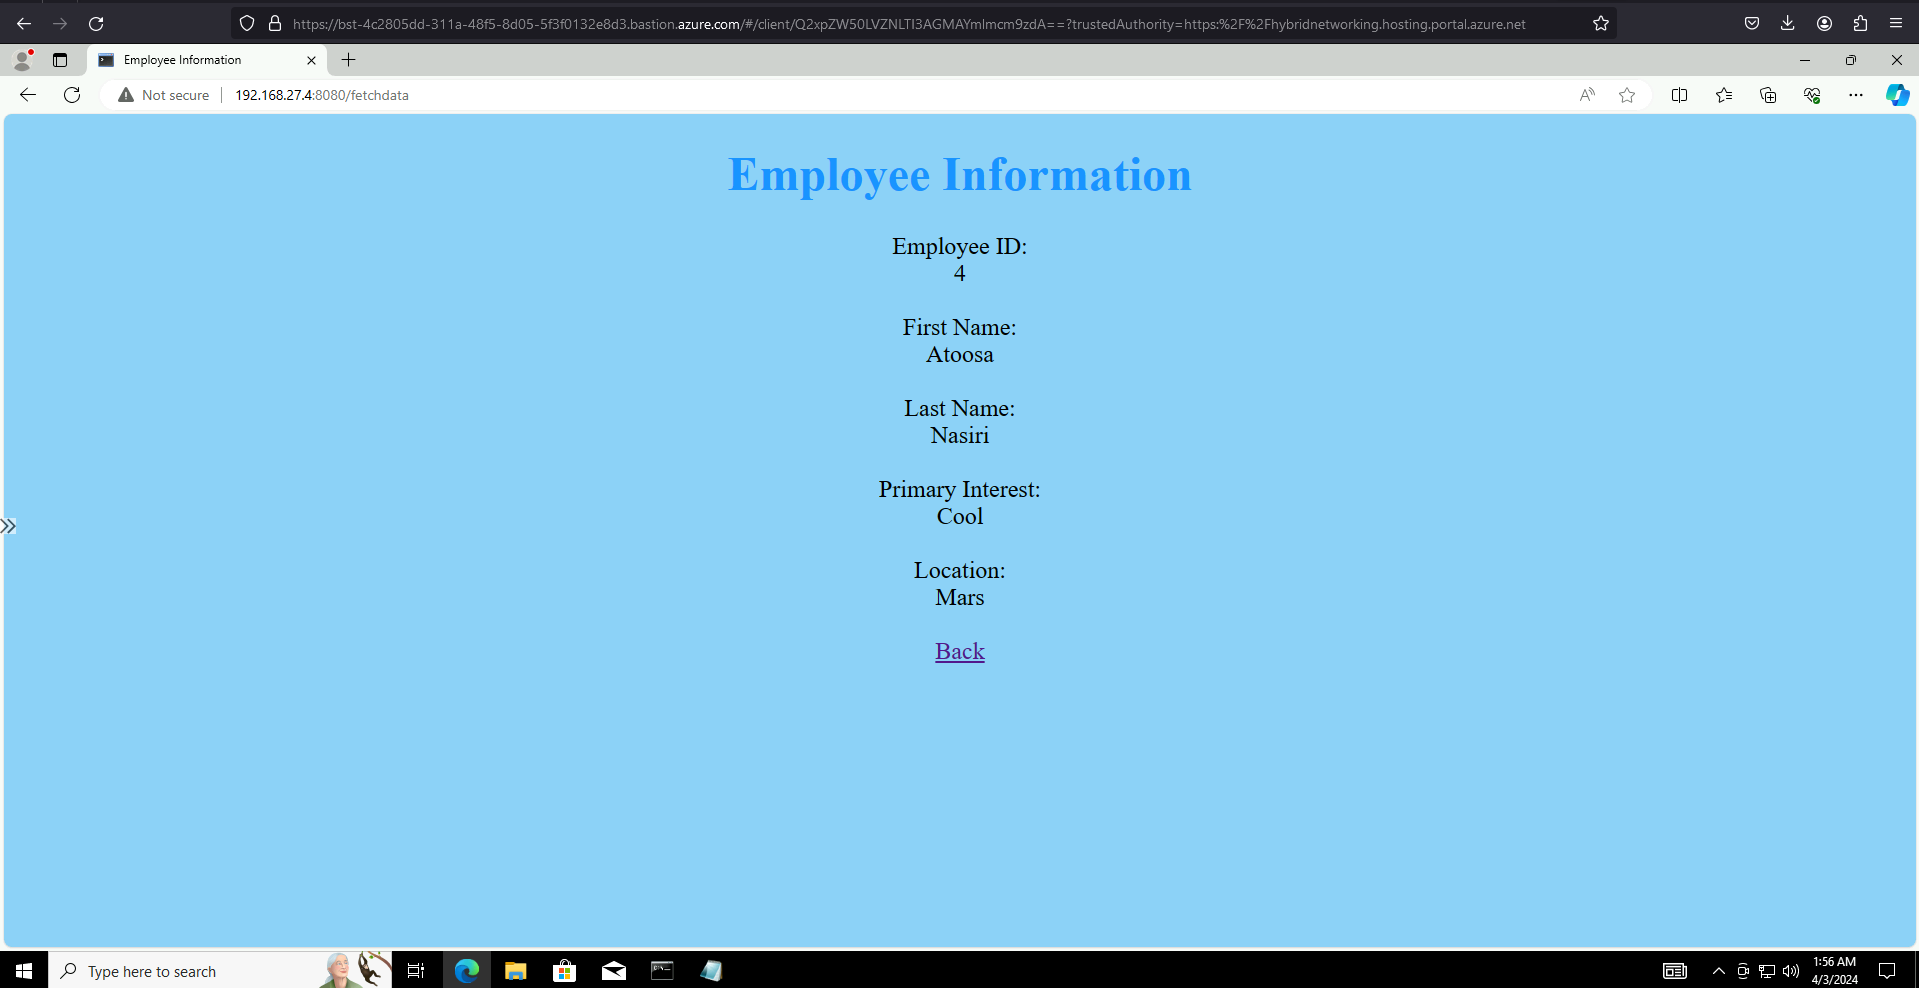 https://bst-4c2805dd-311a-48f5-8d05-5f3f0132e8d3.bastion.azure.com/#/client/Q2xpZW50LVZNLTI3AGMAYmlmcm9zdA==?trustedAuthority=https:%2F%2Fhybridnetworking.hosting.portal.azure.net
Employee Information
Not secure
192.168.27.4:8080/fetchdata
Employee Information
Employee ID:
4
First Name:
Atoosa
Last Name:
Nasiri
Primary Interest:
Cool
Location:
Mars
Back
Type here to search
1:56 AM
4/3/2024